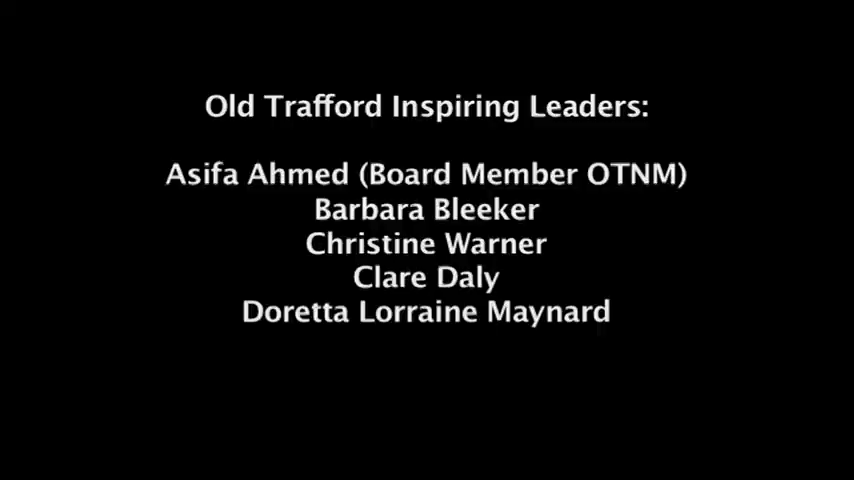 Old Trafford Inspiring Leaders:
Asifa Ahmed (Board Member OTNM)
Barbara Bleeker
Christine Warner
Clare Daly
Doretta Lorraine Maynard